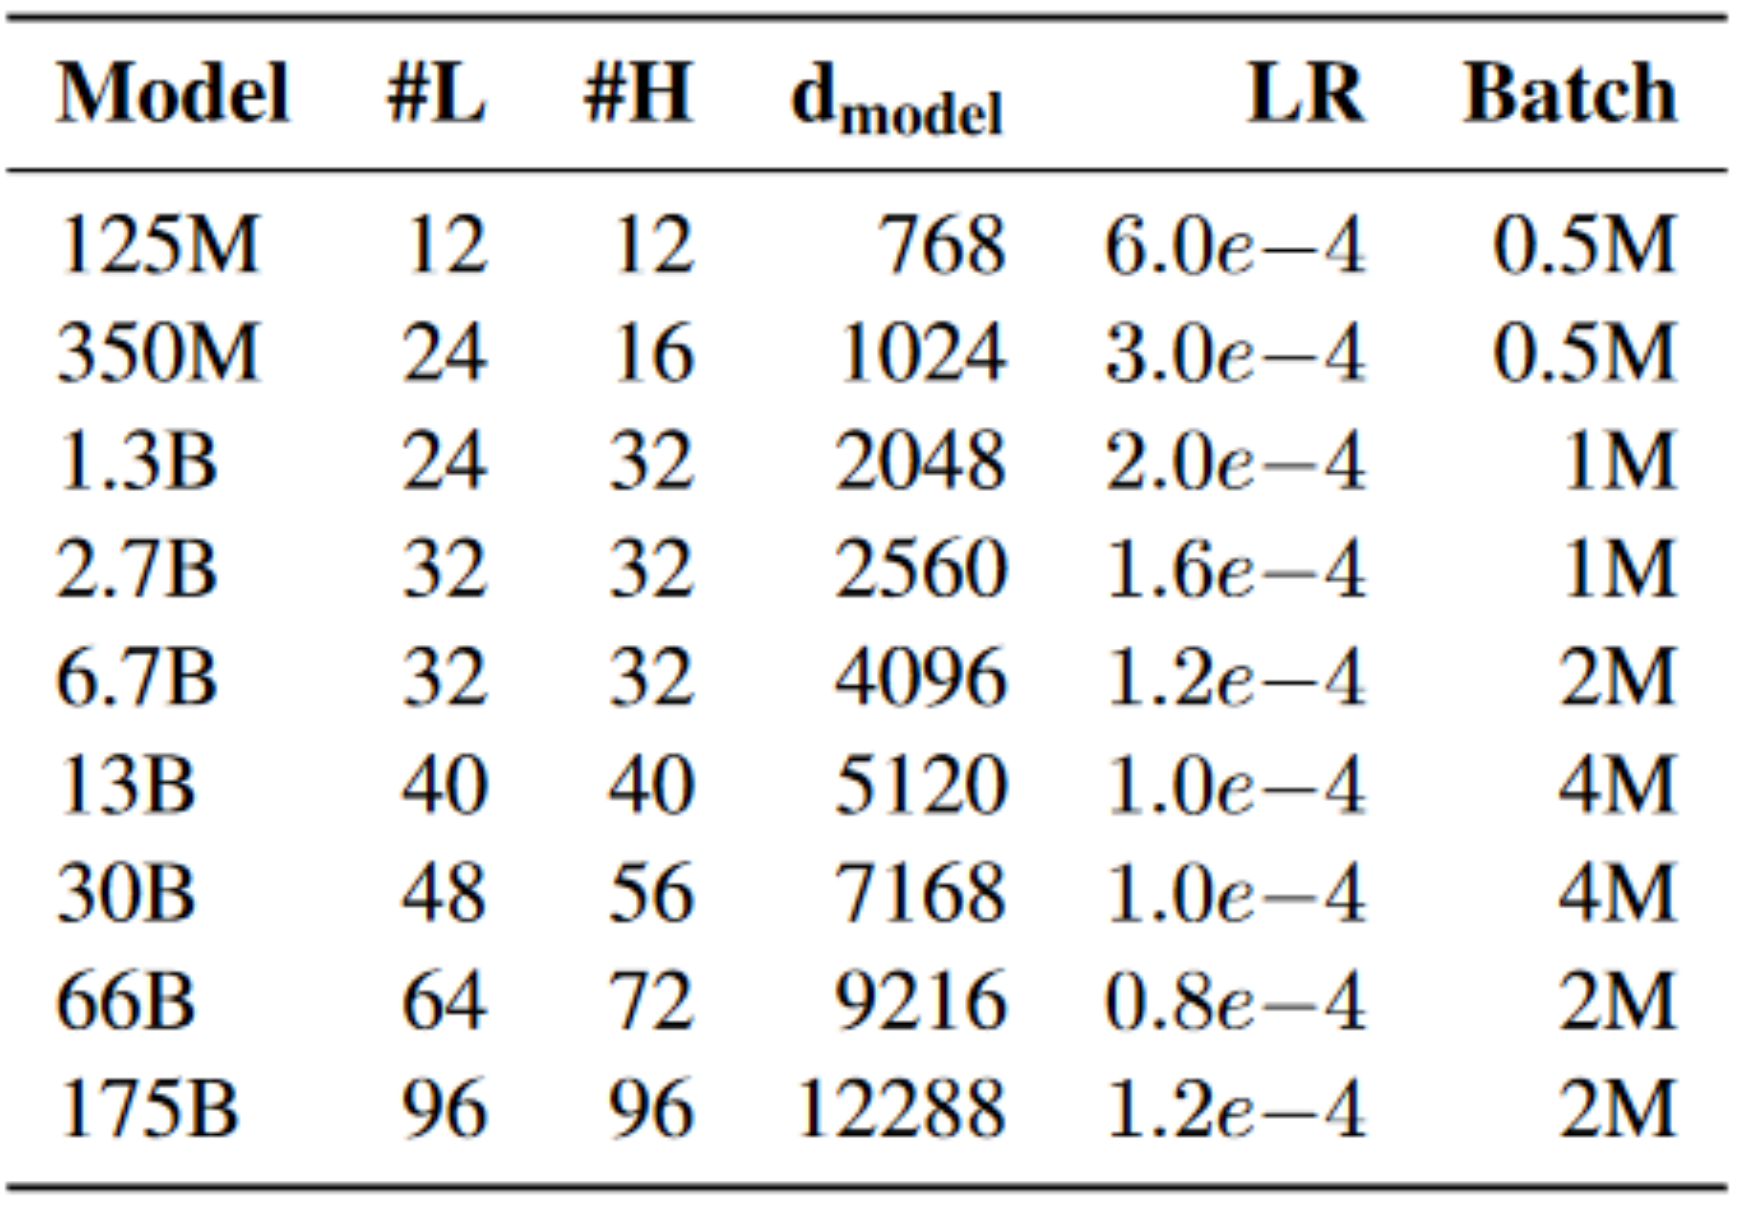 Model #L #H dmodel LR Batch
125M 12 12 768 6.0e−4 0.5M
350M 24 16 1024 3.0e−4 0.5M
1.3B 24 32 2048 2.0e−4 1M
2.7B 32 32 2560 1.6e−4 1M
6.7B 32 32 4096 1.2e−4 2M
13B 40 40 5120 1.0e−4 4M
30B 48 56 7168 1.0e−4 4M
66B 64 72 9216 0.8e−4 2M
175B 96 96 12288 1.2e−4 2M